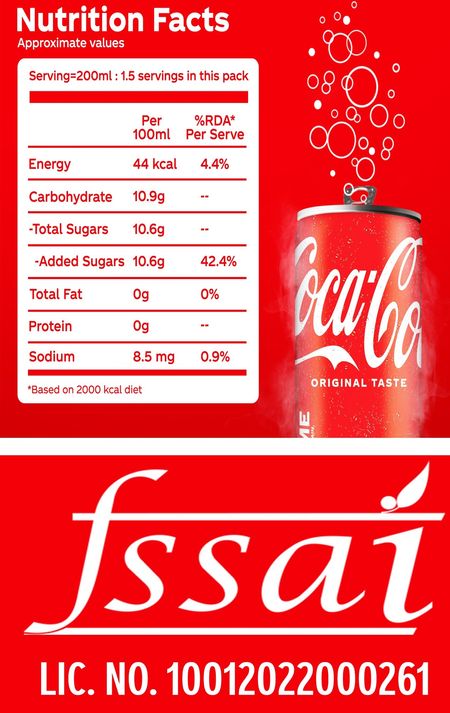 Nutrition Facts
Approximate values
Serving=200ml : 1.5 servings in this pack
Per 100ml %RDA* Per Serve
Energy 44 kcal 4.4%
Carbohydrate 10.9g --
-Total Sugars 10.6g --
-Added Sugars 10.6g 42.4%
Total Fat 0g 0%
Protein 0g --
Sodium 8.5 mg 0.9%
*Based on 2000 kcal diet
Coca-Co
ORIGINAL TASTE
ME
fssai
LIC. NO. 10012022000261